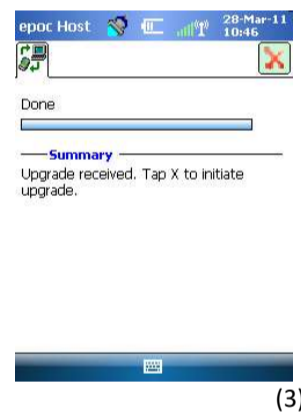 epoc Host 28-Mar-11
10:46
Done
Summary
Upgrade received. Tap X to initiate
upgrade.
(3)